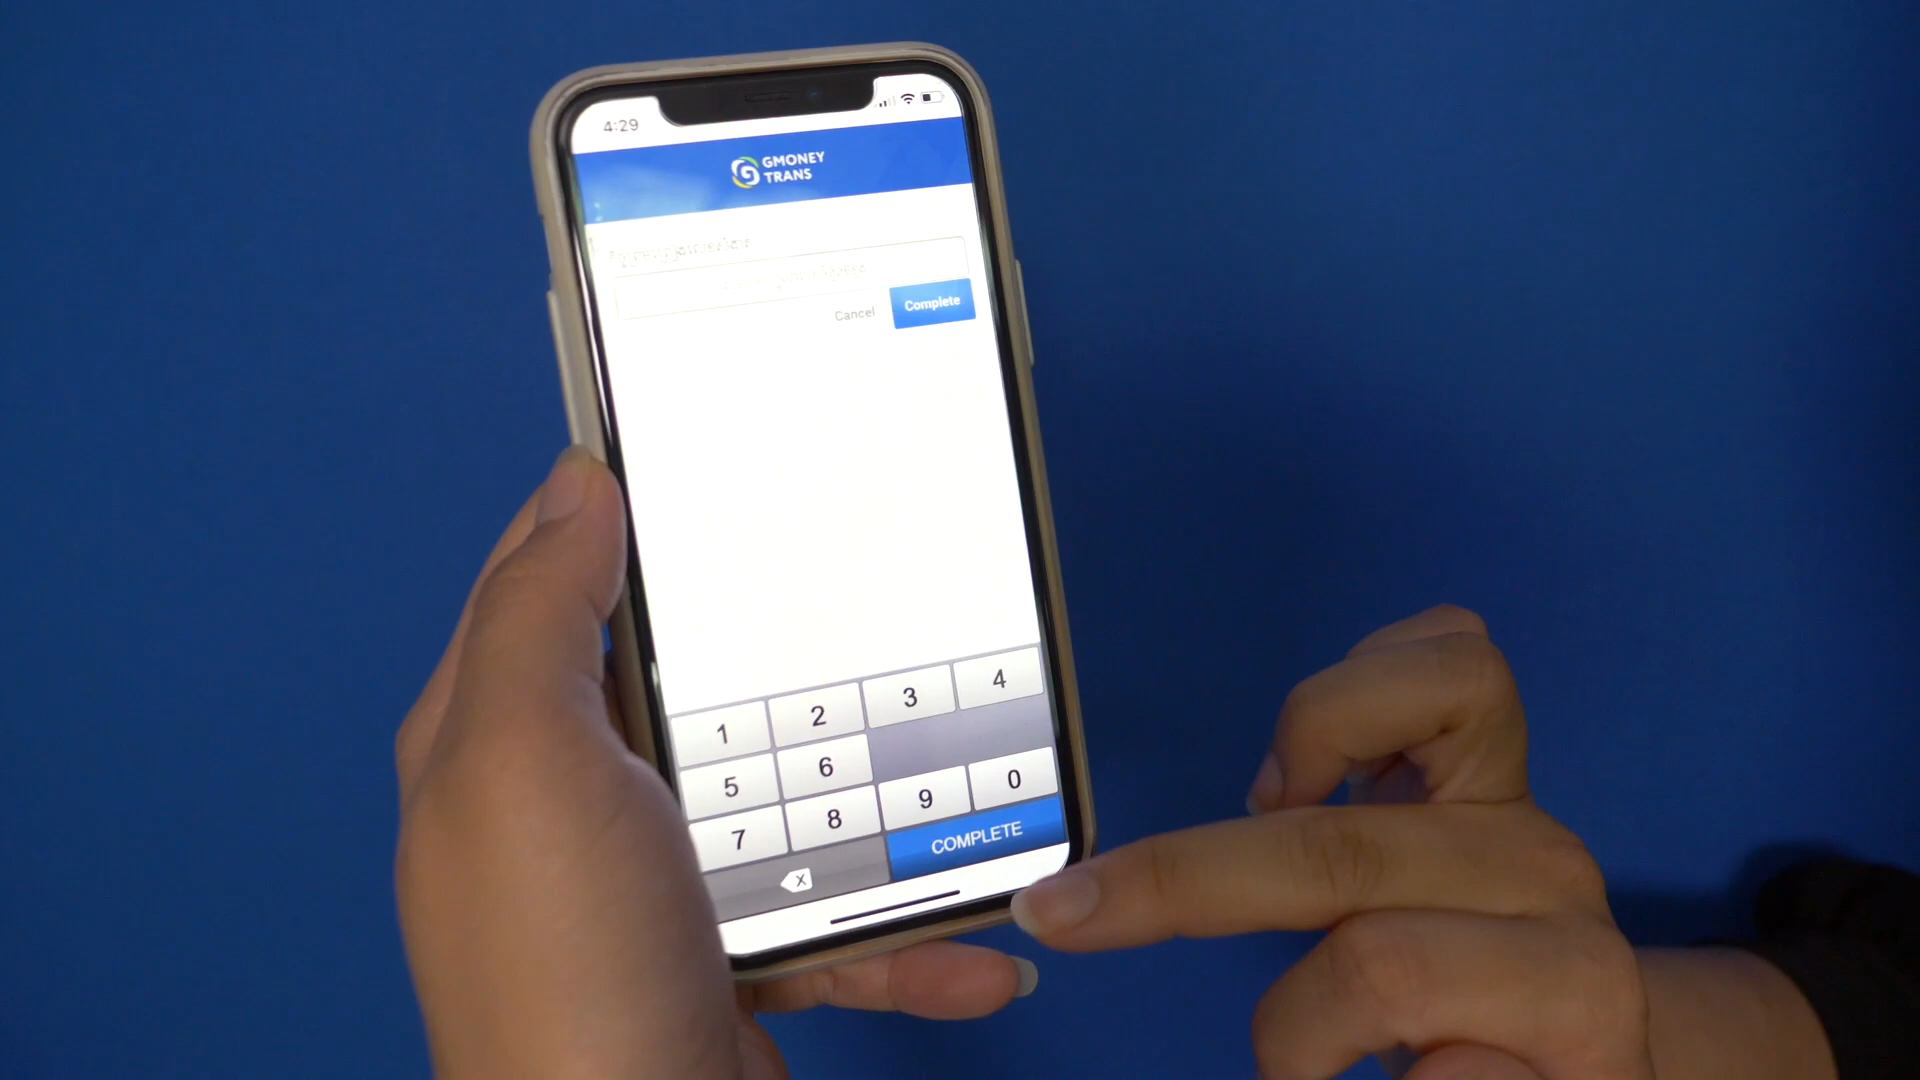 4:29
GMONEY
TRANS
Cancel
Complete
1 2 3 4
5 6
7 8 9 0
X
COMPLETE